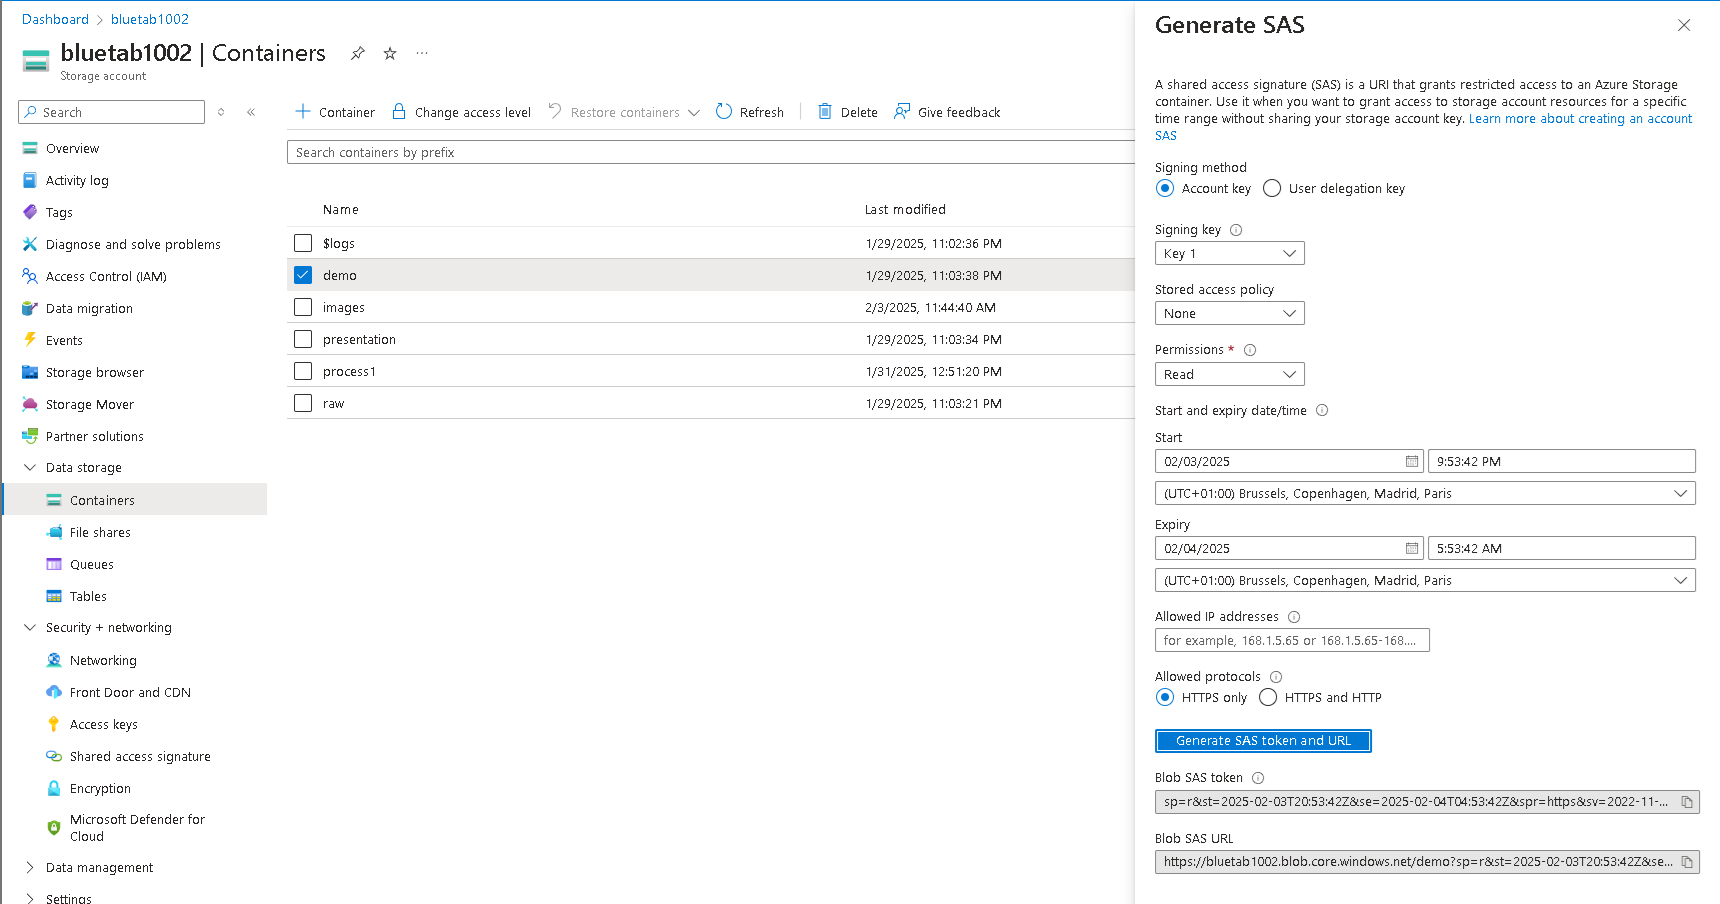 Dashboard > bluetab1002
bluetab1002 | Containers
Storage account
Search
Overview
Activity log
Tags
Diagnose and solve problems
Access Control (IAM)
Data migration
Events
Storage browser
Storage Mover
Partner solutions
Data storage
Containers
File shares
Queues
Tables
Security + networking
Networking
Front Door and CDN
Access keys
Shared access signature
Encryption
Microsoft Defender for
Cloud
Data management
Settings
Container Change access level Restore containers Refresh Delete Give feedback
Search containers by prefix
Name Last modified
$logs 1/29/2025, 11:02:36 PM
demo 1/29/2025, 11:03:38 PM
images 2/3/2025, 11:44:40 AM
presentation 1/29/2025, 11:03:34 PM
process1 1/31/2025, 12:51:20 PM
raw 1/29/2025, 11:03:21 PM
Generate SAS
A shared access signature (SAS) is a URI that grants restricted access to an Azure Storage
container. Use it when you want to grant access to storage account resources for a specific
time range without sharing your storage account key. Learn more about creating an account
SAS
Signing method
Account key User delegation key
Signing key
Key 1
Stored access policy
None
Permissions *
Read
Start and expiry date/time
Start
02/03/2025 9:53:42 PM
(UTC+01:00) Brussels, Copenhagen, Madrid, Paris
Expiry
02/04/2025 5:53:42 AM
(UTC+01:00) Brussels, Copenhagen, Madrid, Paris
Allowed IP addresses
for example, 168.1.5.65 or 168.1.5.65-168....
Allowed protocols
HTTPS only HTTPS and HTTP
Generate SAS token and URL
Blob SAS token
sp=r&st=2025-02-03T20:53:42Z&se=2025-02-04T04:53:42Z&spr=https&sv=2022-11-...
Blob SAS URL
https://bluetab1002.blob.core.windows.net/demo?sp=r&st=2025-02-03T20:53:42Z&se...